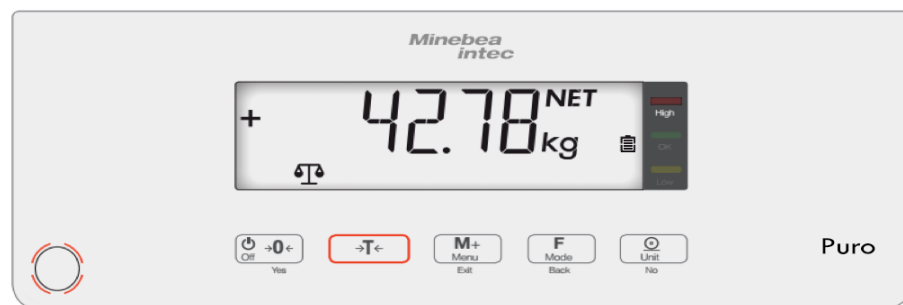 Minebea
intec
+ 42.78 NET
kg
High
OK
Low
Off →0←
→T←
M+
Menu
F
Mode
Unit
Yes
Exit
Back
No
Puro